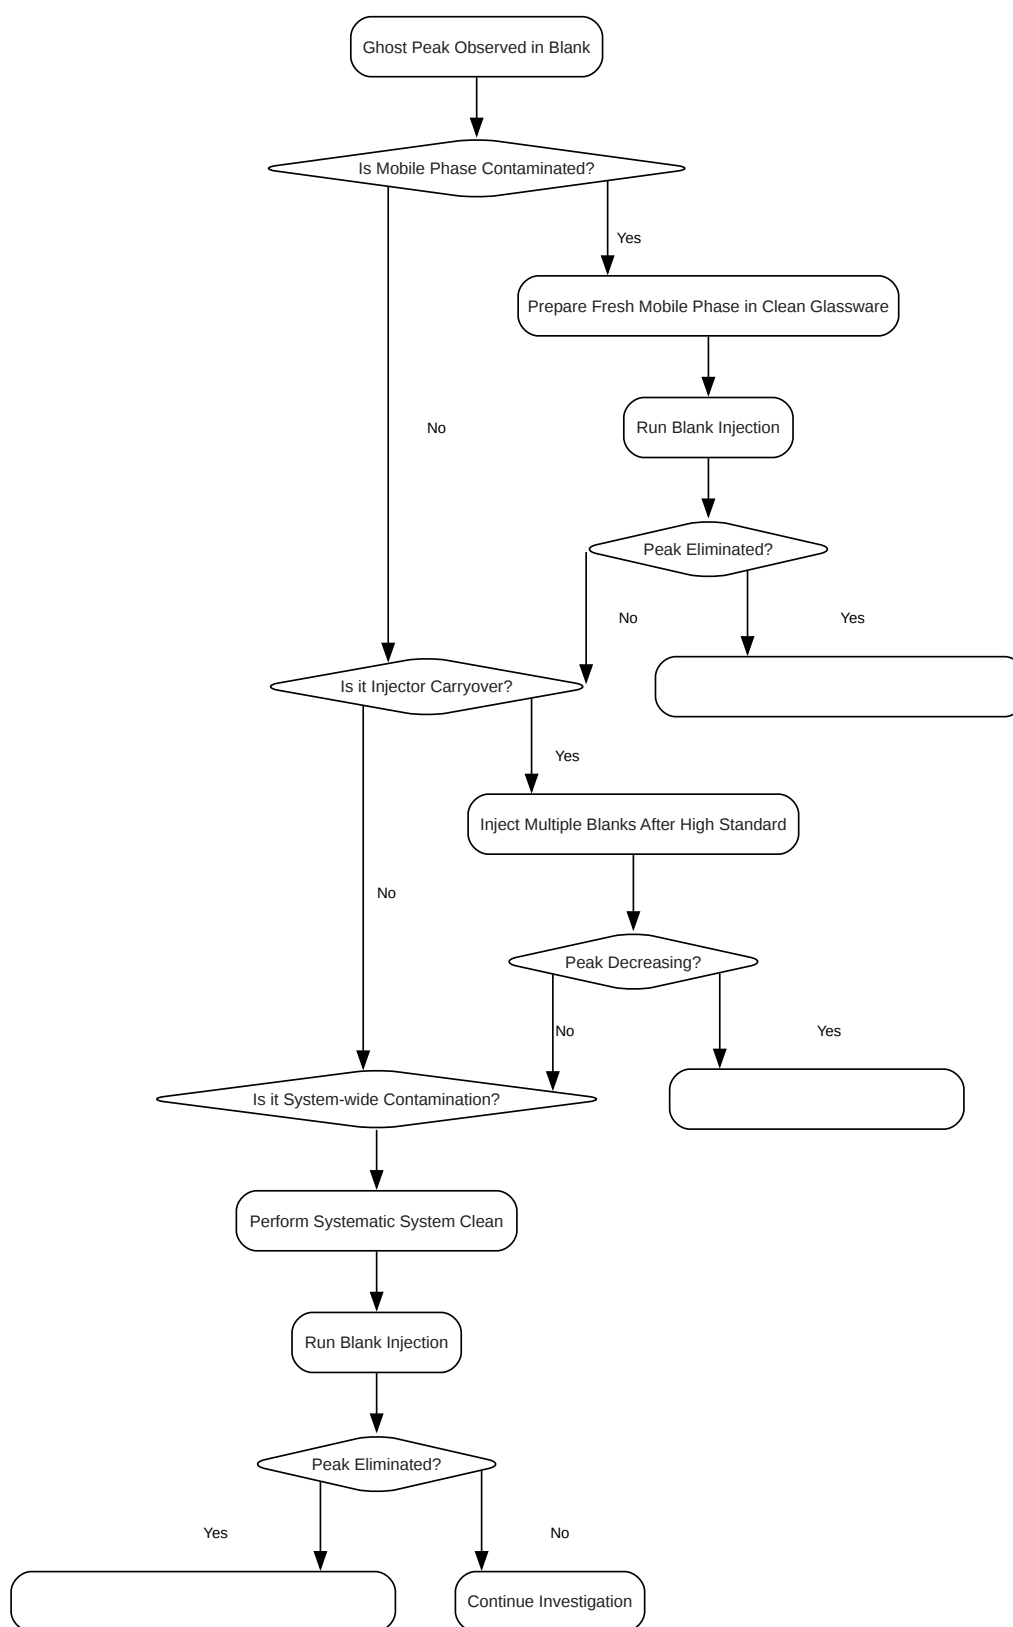 Ghost Peak Observed in Blank
Is Mobile Phase Contaminated?
Yes
Prepare Fresh Mobile Phase in Clean Glassware
No
Run Blank Injection
Peak Eliminated?
No
Yes
Is it Injector Carryover?
Yes
Inject Multiple Blanks After High Standard
No
Peak Decreasing?
No
Yes
Is it System-wide Contamination?
Perform Systematic System Clean
Run Blank Injection
Peak Eliminated?
Yes
No
Continue Investigation